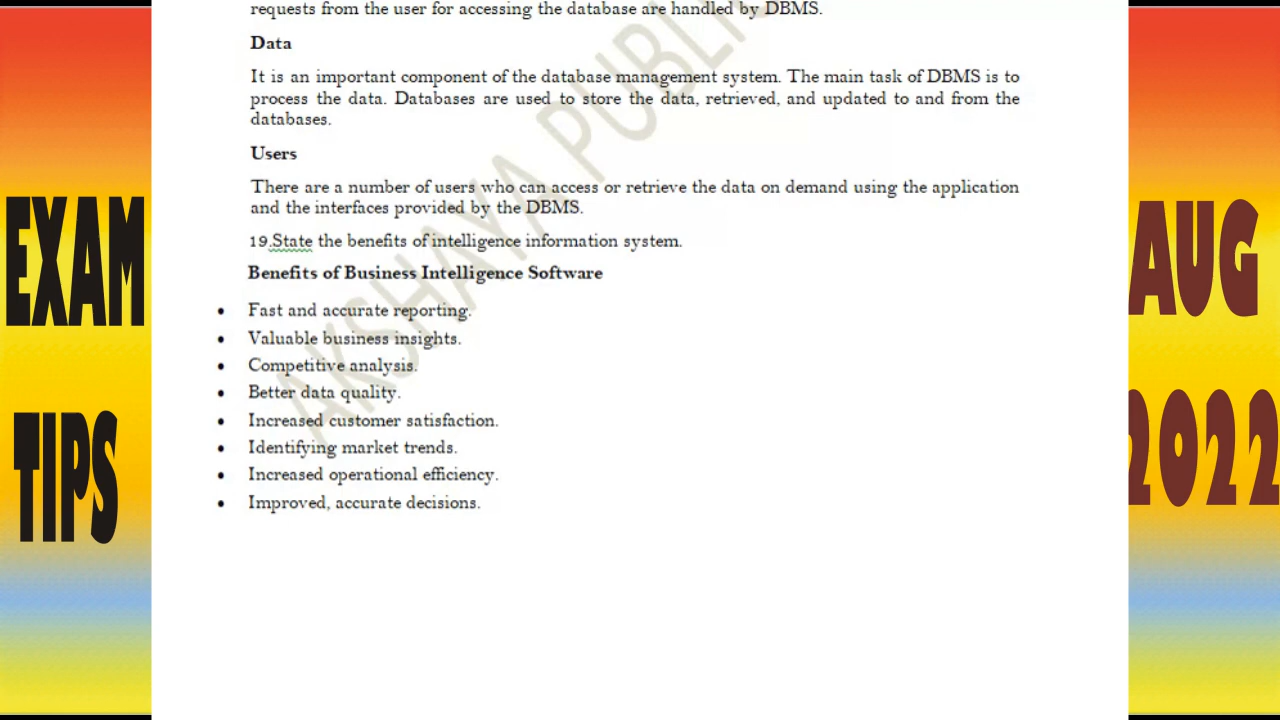 requests from the user for accessing the database are handled by DBMS.
Data
It is an important component of the database management system. The main task of DBMS is to
process the data. Databases are used to store the data, retrieved, and updated to and from the
databases.
Users
There are a number of users who can access or retrieve the data on demand using the application
and the interfaces provided by the DBMS.
19.State the benefits of intelligence information system.
Benefits of Business Intelligence Software
• Fast and accurate reporting.
• Valuable business insights.
• Competitive analysis.
• Better data quality.
• Increased customer satisfaction.
• Identifying market trends.
• Increased operational efficiency.
• Improved, accurate decisions.
EXAM
TIPS
AUG
2022
AKSHAYA